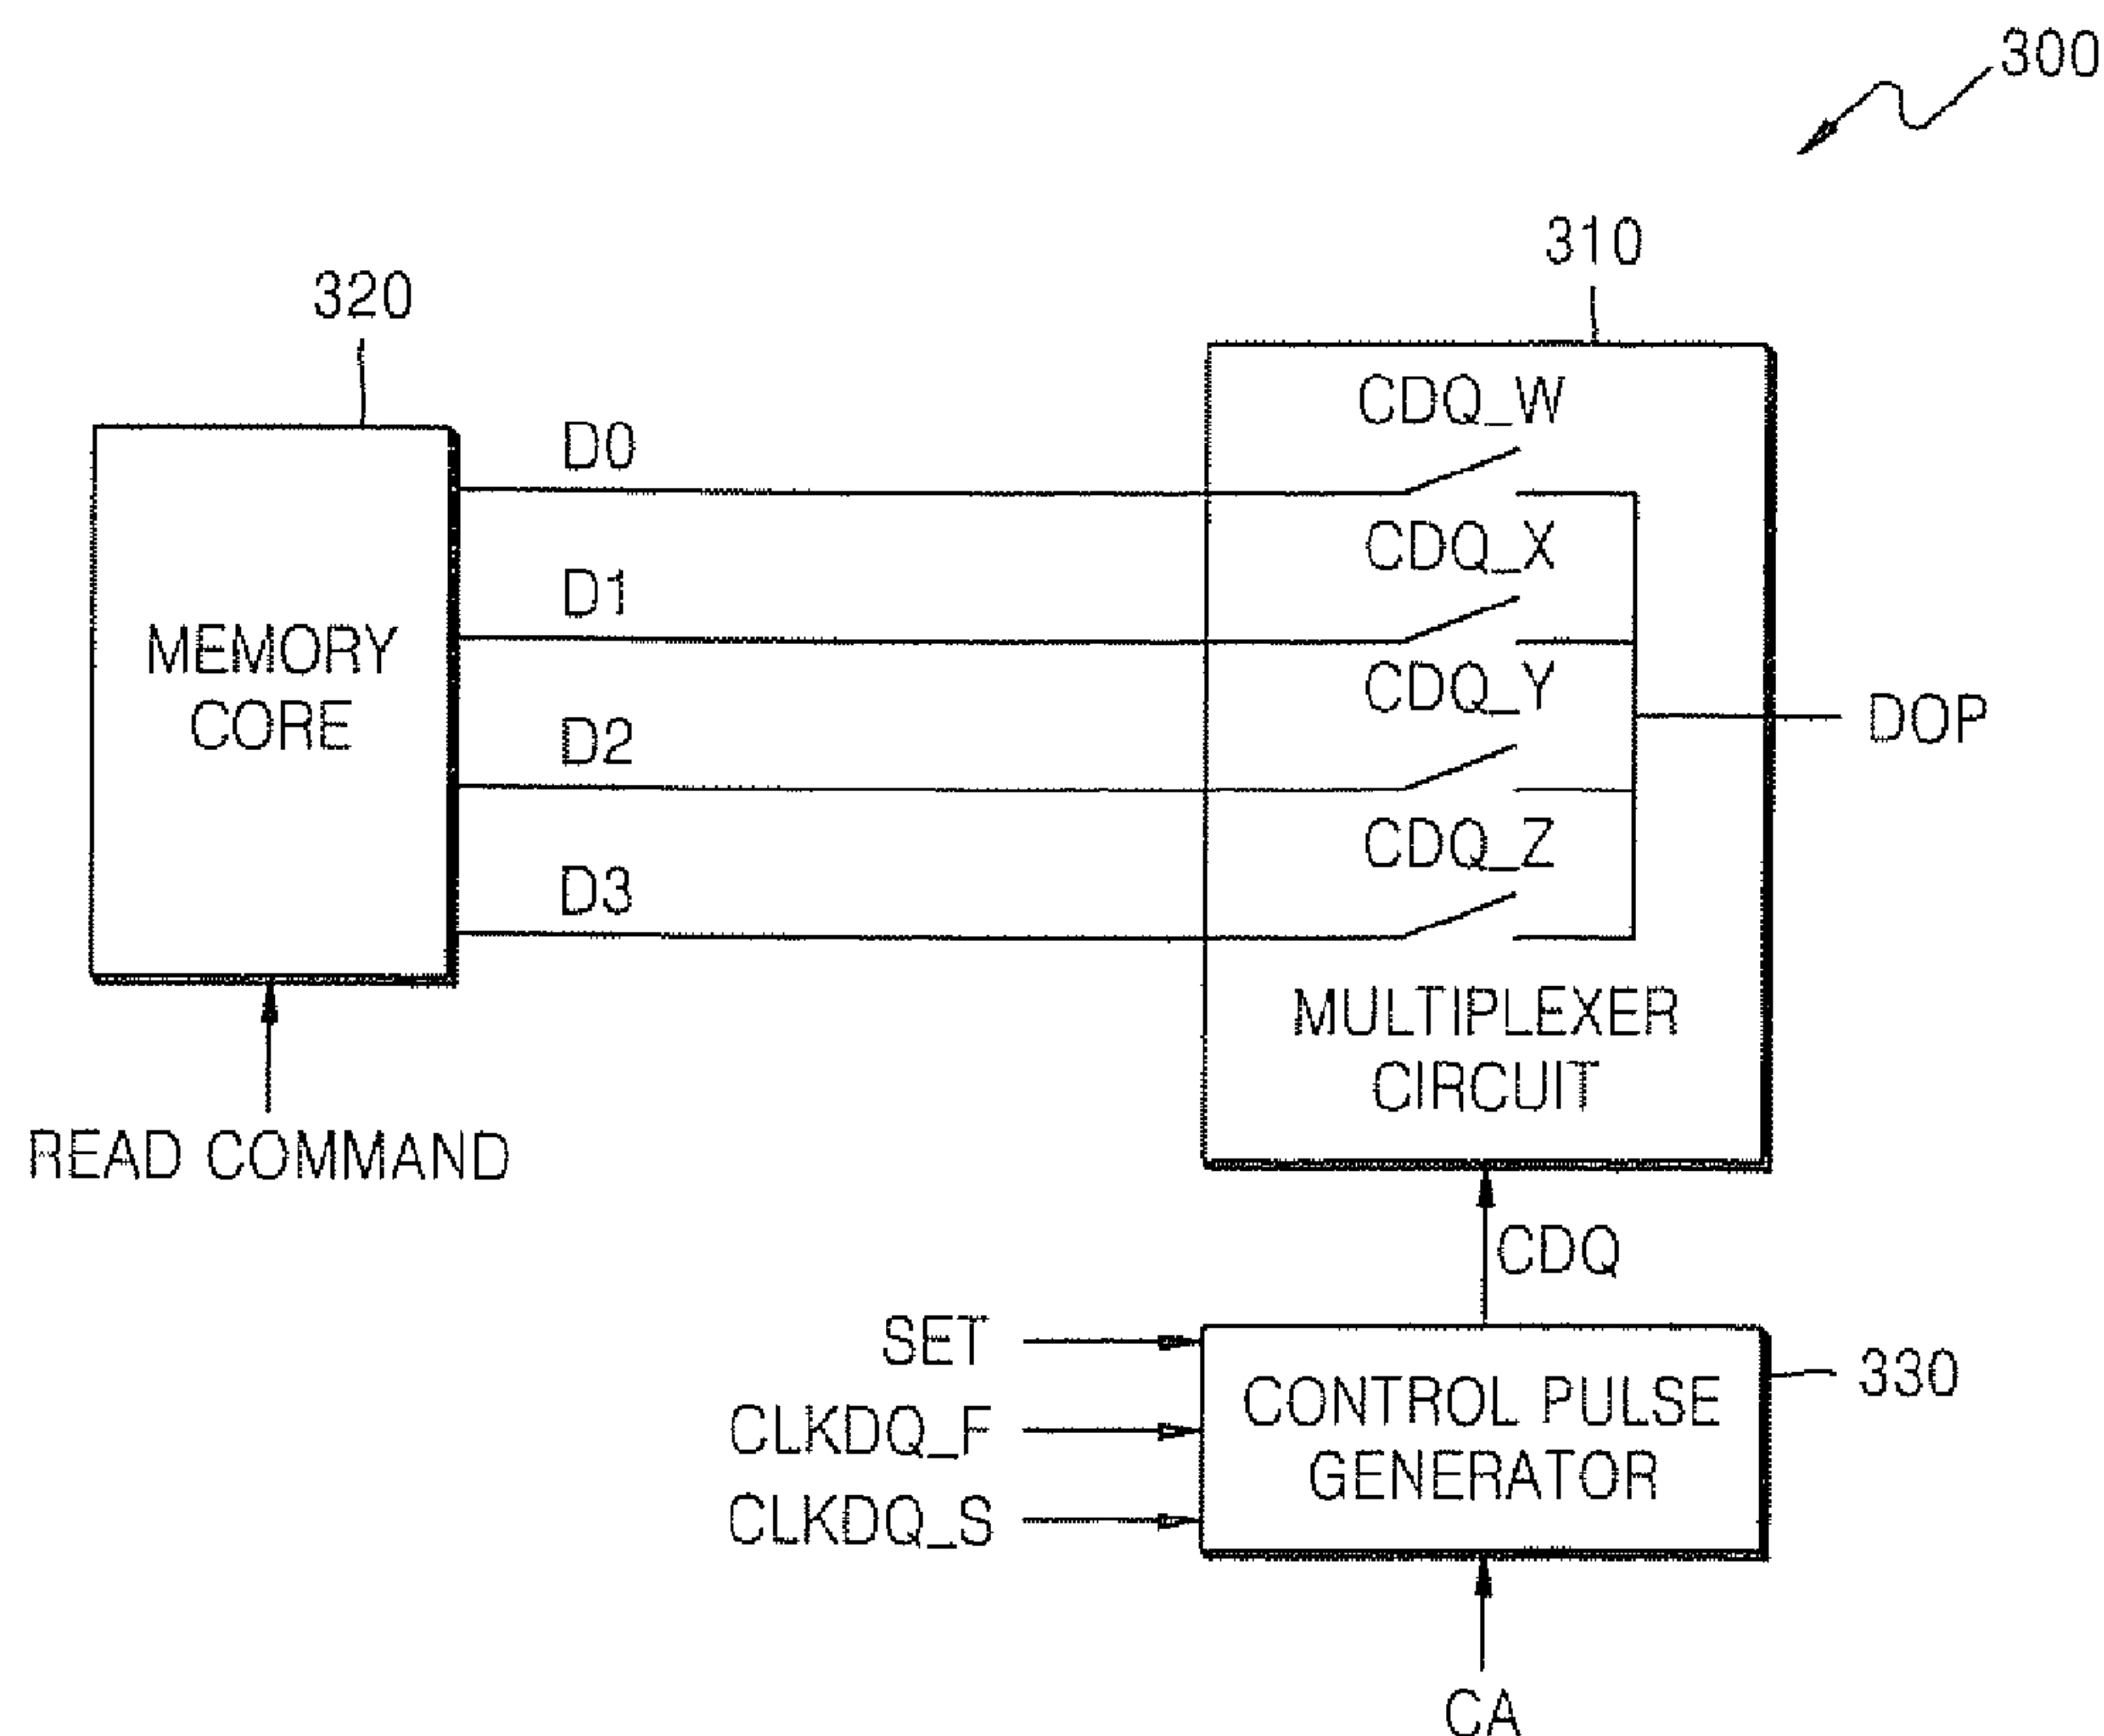 300
310
320
CDQ_W
D0
CDQ_X
D1
MEMORY
CORE
CDQ_Y
DOP
D2
CDQ_Z
D3
MULTIPLEXER
CIRCUIT
READ COMMAND
CDQ
SET
CLKDQ_F
CLKDQ_S
CONTROL PULSE
GENERATOR
330
CA